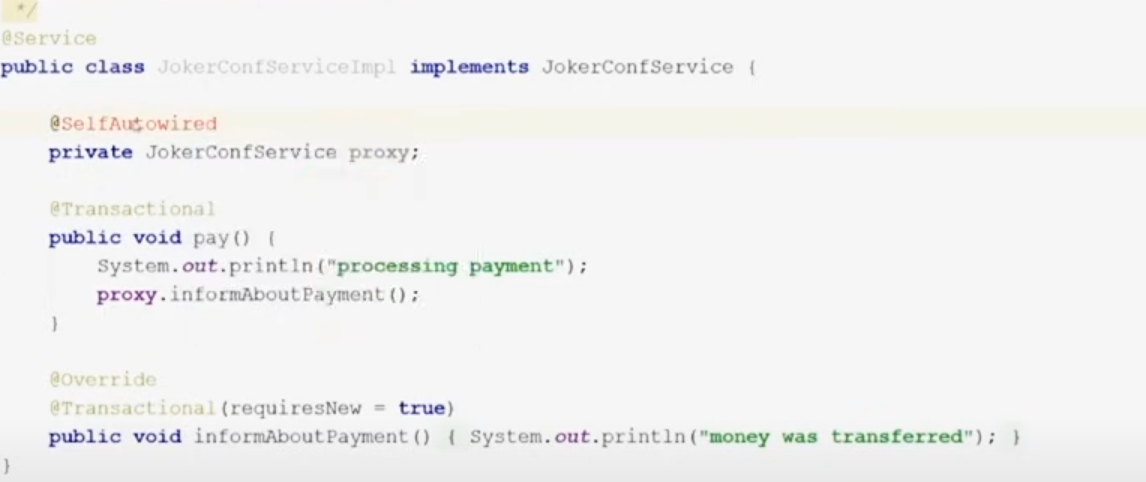 */
@Service
public class JokerConfServiceImpl implements JokerConfService {
@SelfAutowired
private JokerConfService proxy;
@Transactional
public void pay() {
System.out.println("processing payment");
proxy.informAboutPayment();
}
@Override
@Transactional(requiresNew = true)
public void informAboutPayment() { System.out.println("money was transferred"); }
}